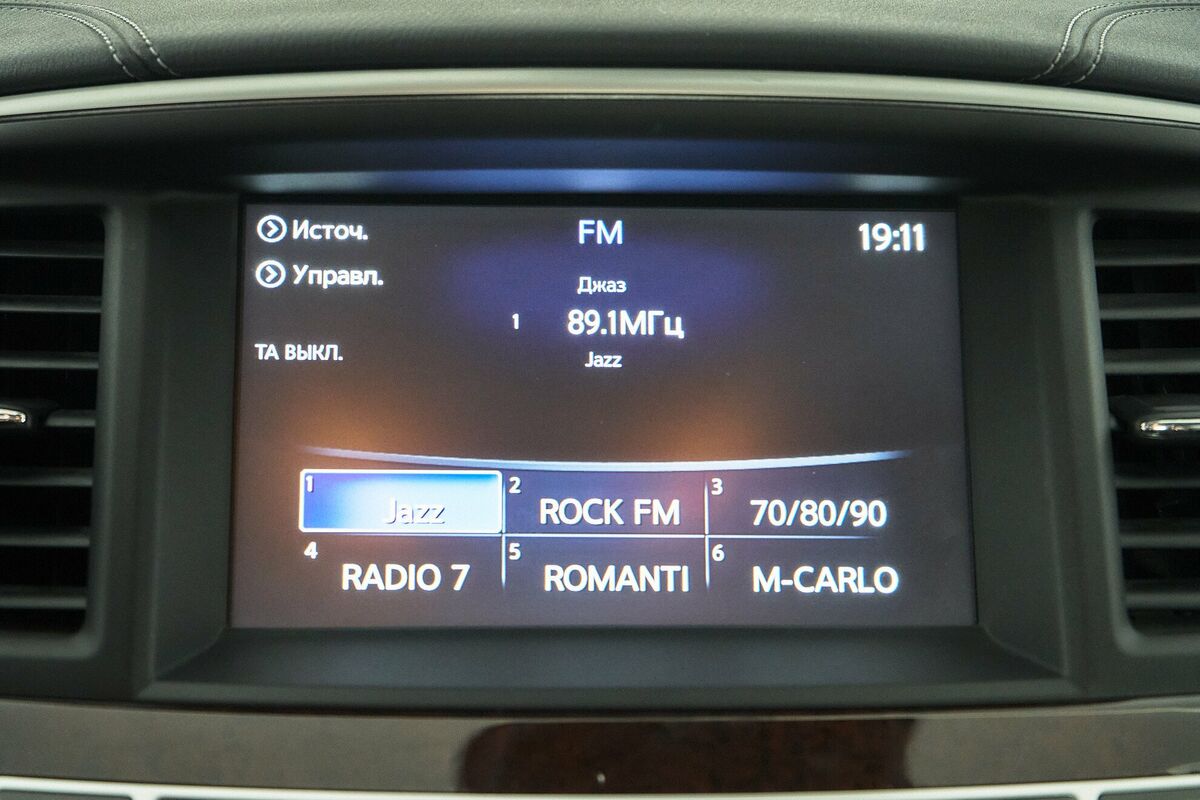 Источ.
FM
19:11
Управл.
Джаз
1 89.1МГц
ТА ВЫКЛ.
Jazz
1 Jazz
2 ROCK FM
3 70/80/90
4 RADIO 7
5 ROMANTI
6 M-CARLO